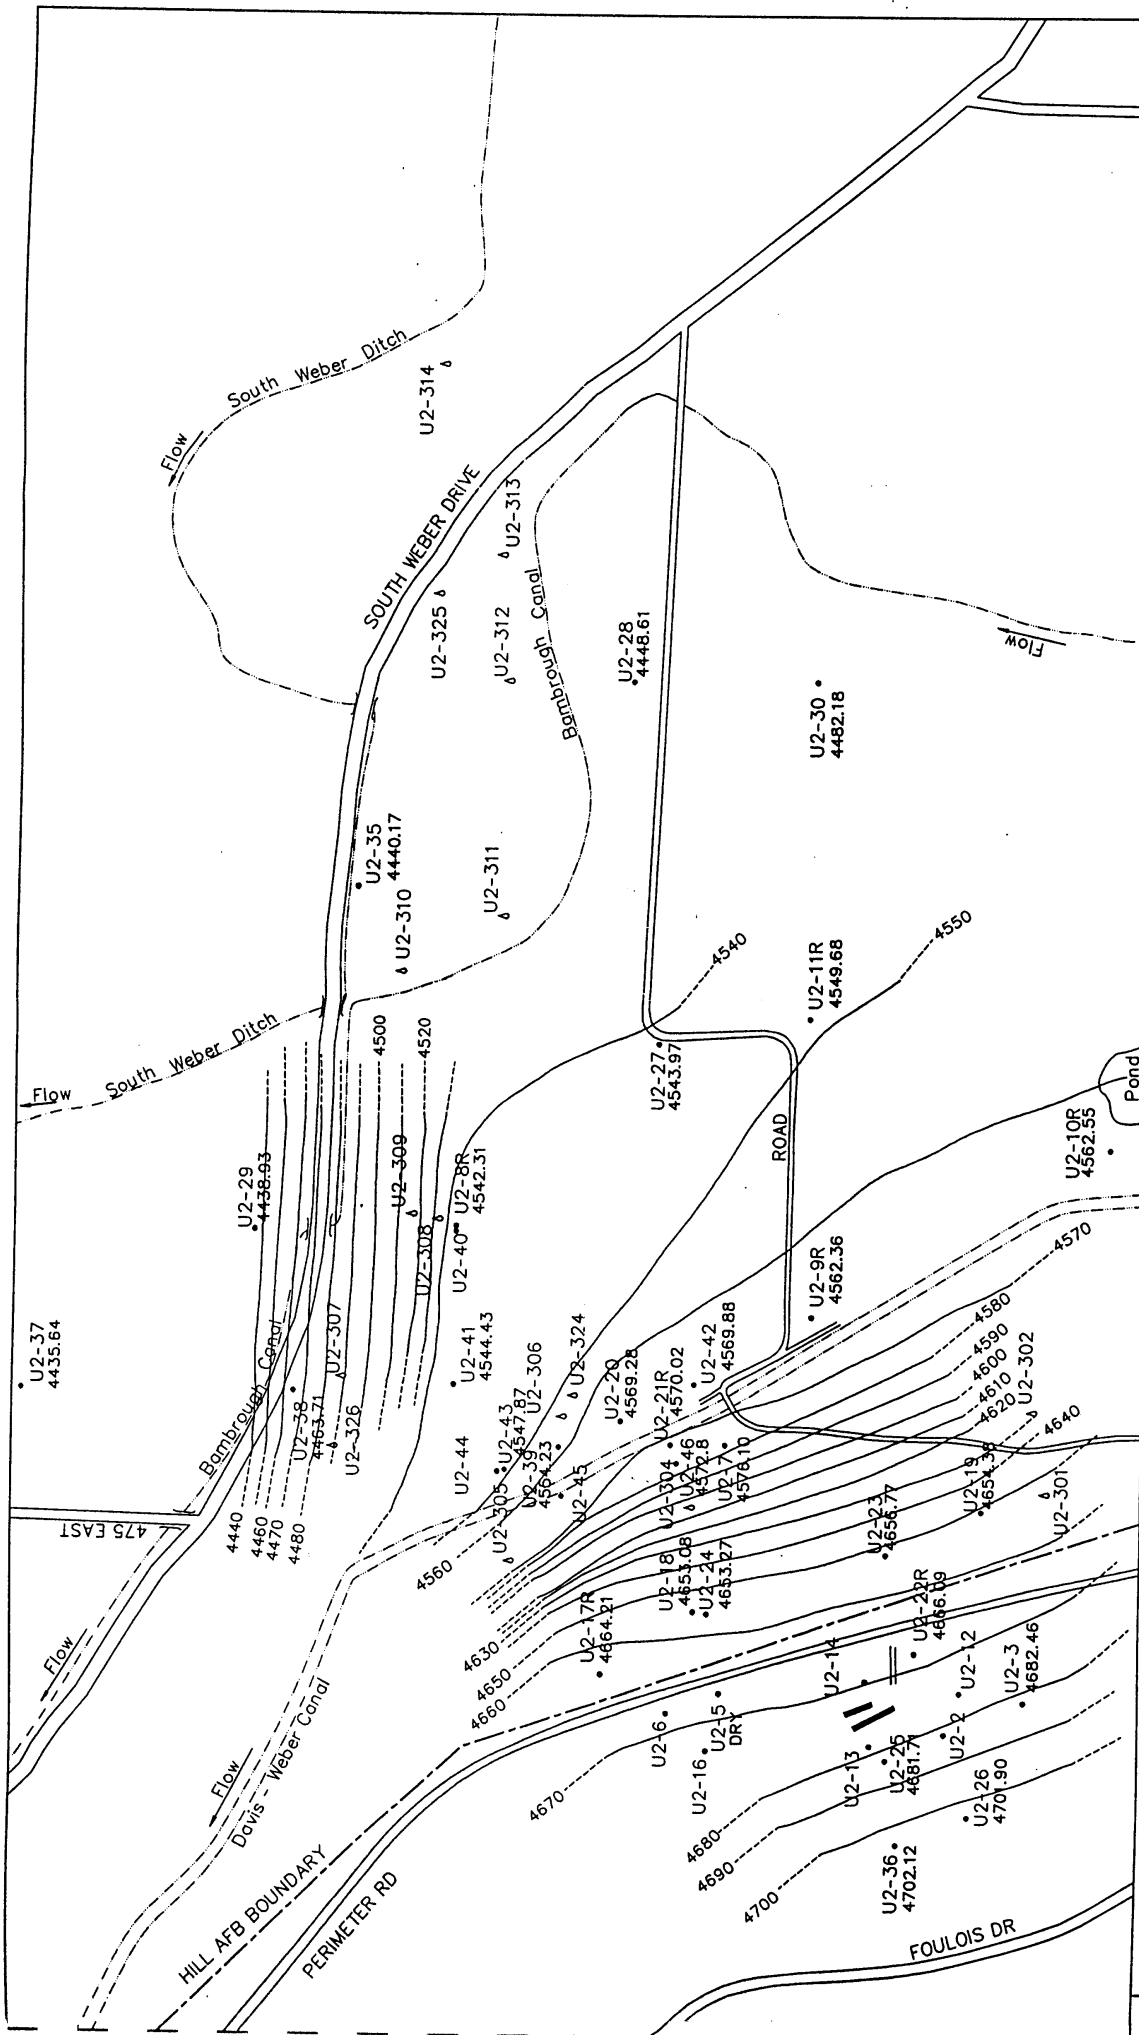 South Weber Ditch
Flow
U2-314
SOUTH WEBER DRIVE
U2-313
U2-325
U2-312
Bambrough Canal
U2-28
4448.61
Flow
U2-30
4482.18
U2-35
4440.17
U2-310
U2-311
South Weber Ditch
Flow
4540
4550
U2-11R
4549.68
U2-27
4543.97
4500
4520
ROAD
Pond
U2-10R
4562.55
U2-29
4438.93
U2-309
U2-8R
4542.31
U2-308
U2-40
U2-9R
4562.36
4570
4580
4590
4600
4610
4620
4640
U2-37
4435.64
Bambrough Canal
U2-307
U2-38
4463.71
U2-326
U2-41
4544.43
U2-306
U2-324
U2-20
4569.28
U2-42
4569.88
U2-21R
4570.02
U2-302
U2-44
U2-43
4547.87
U2-39
4564.23
U2-45
U2-305
U2-304
U2-46
4572.8
U2-7
4576.10
U2-19
4654.38
U2-301
U2-23
4656.77
475 EAST
4440
4460
4470
4480
4560
U2-18
4653.08
U2-24
4653.27
U2-17R
4664.21
U2-22R
4666.09
4630
4650
4660
U2-14
U2-12
U2-3
4682.46
U2-6
U2-5
DRY
U2-16
U2-13
U2-25
4681.71
U2-2
U2-26
4701.90
4670
4680
4690
4700
U2-36
4702.12
Flow
Flow
Davis - Weber Canal
HILL AFB BOUNDARY
PERIMETER RD
FOULOIS DR